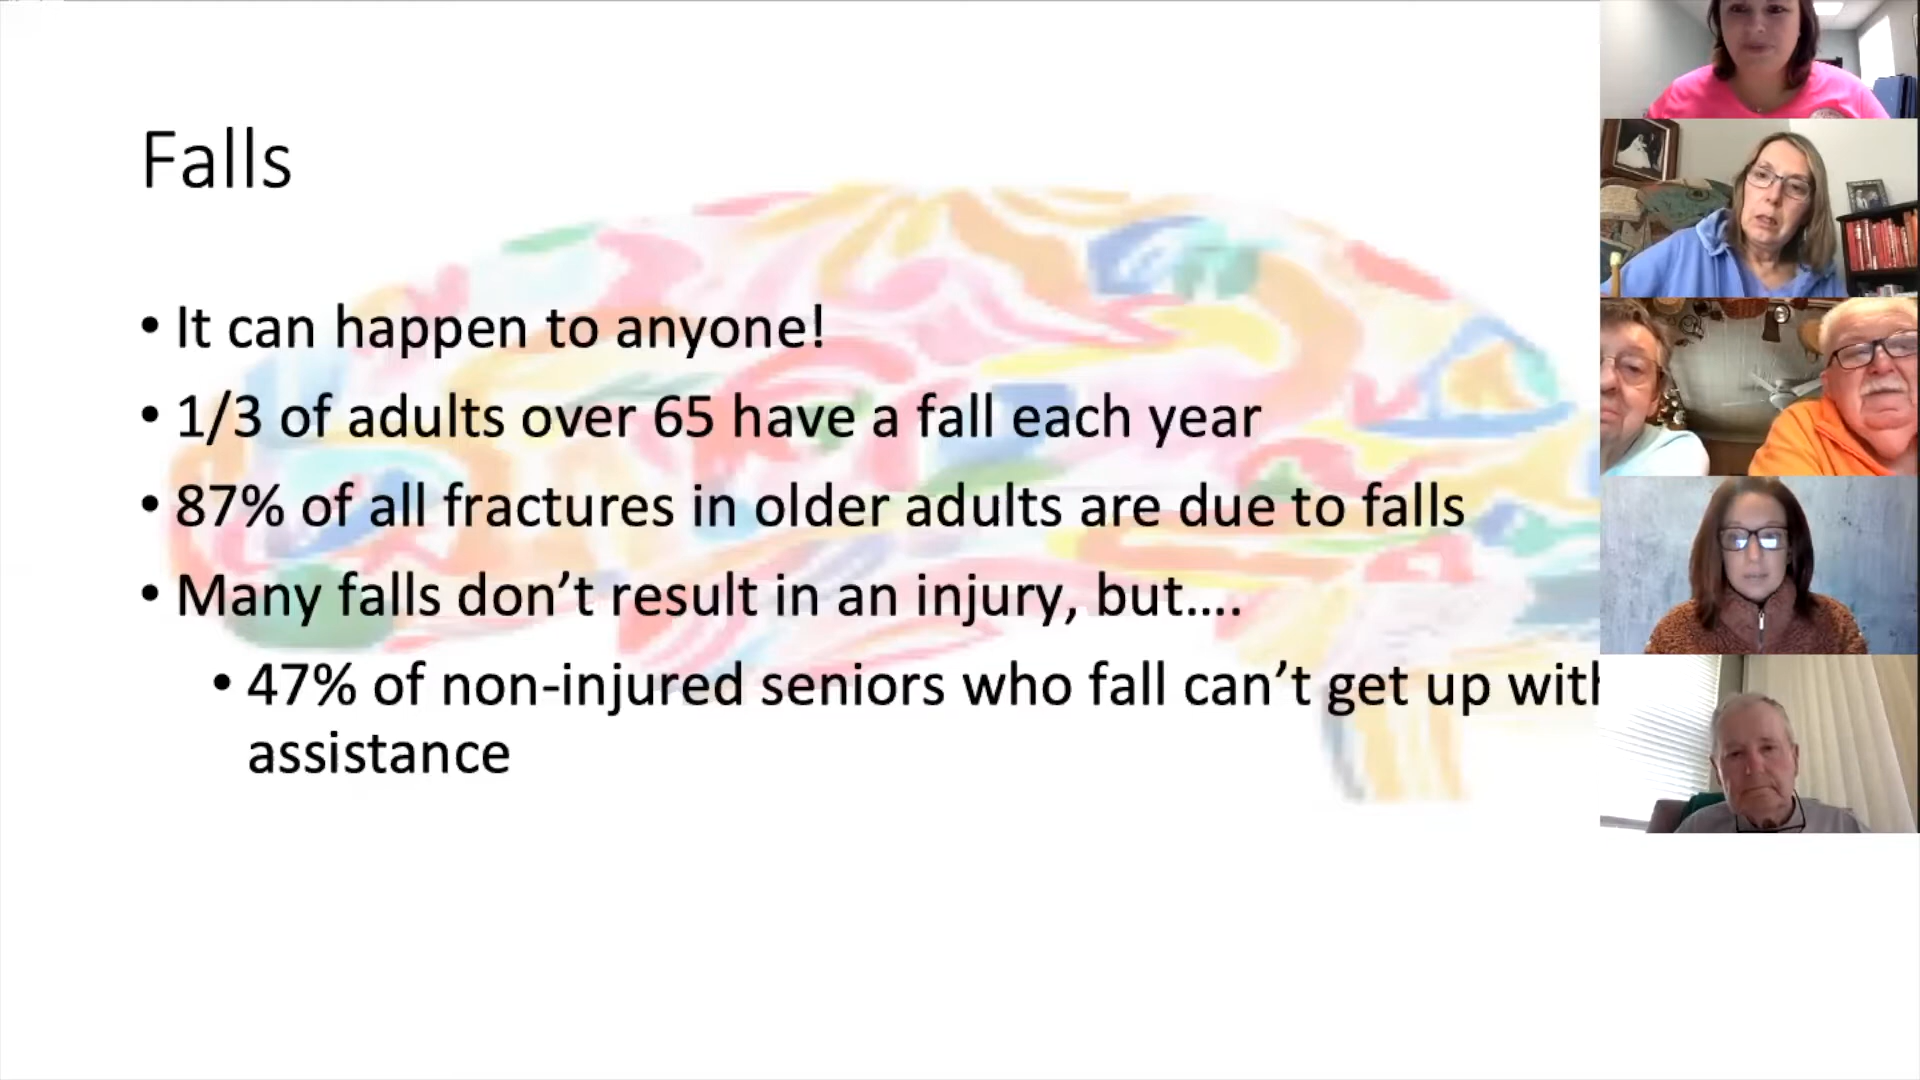 Falls
• It can happen to anyone!
• 1/3 of adults over 65 have a fall each year
• 87% of all fractures in older adults are due to falls
• Many falls don’t result in an injury, but….
• 47% of non-injured seniors who fall can’t get up
assistance